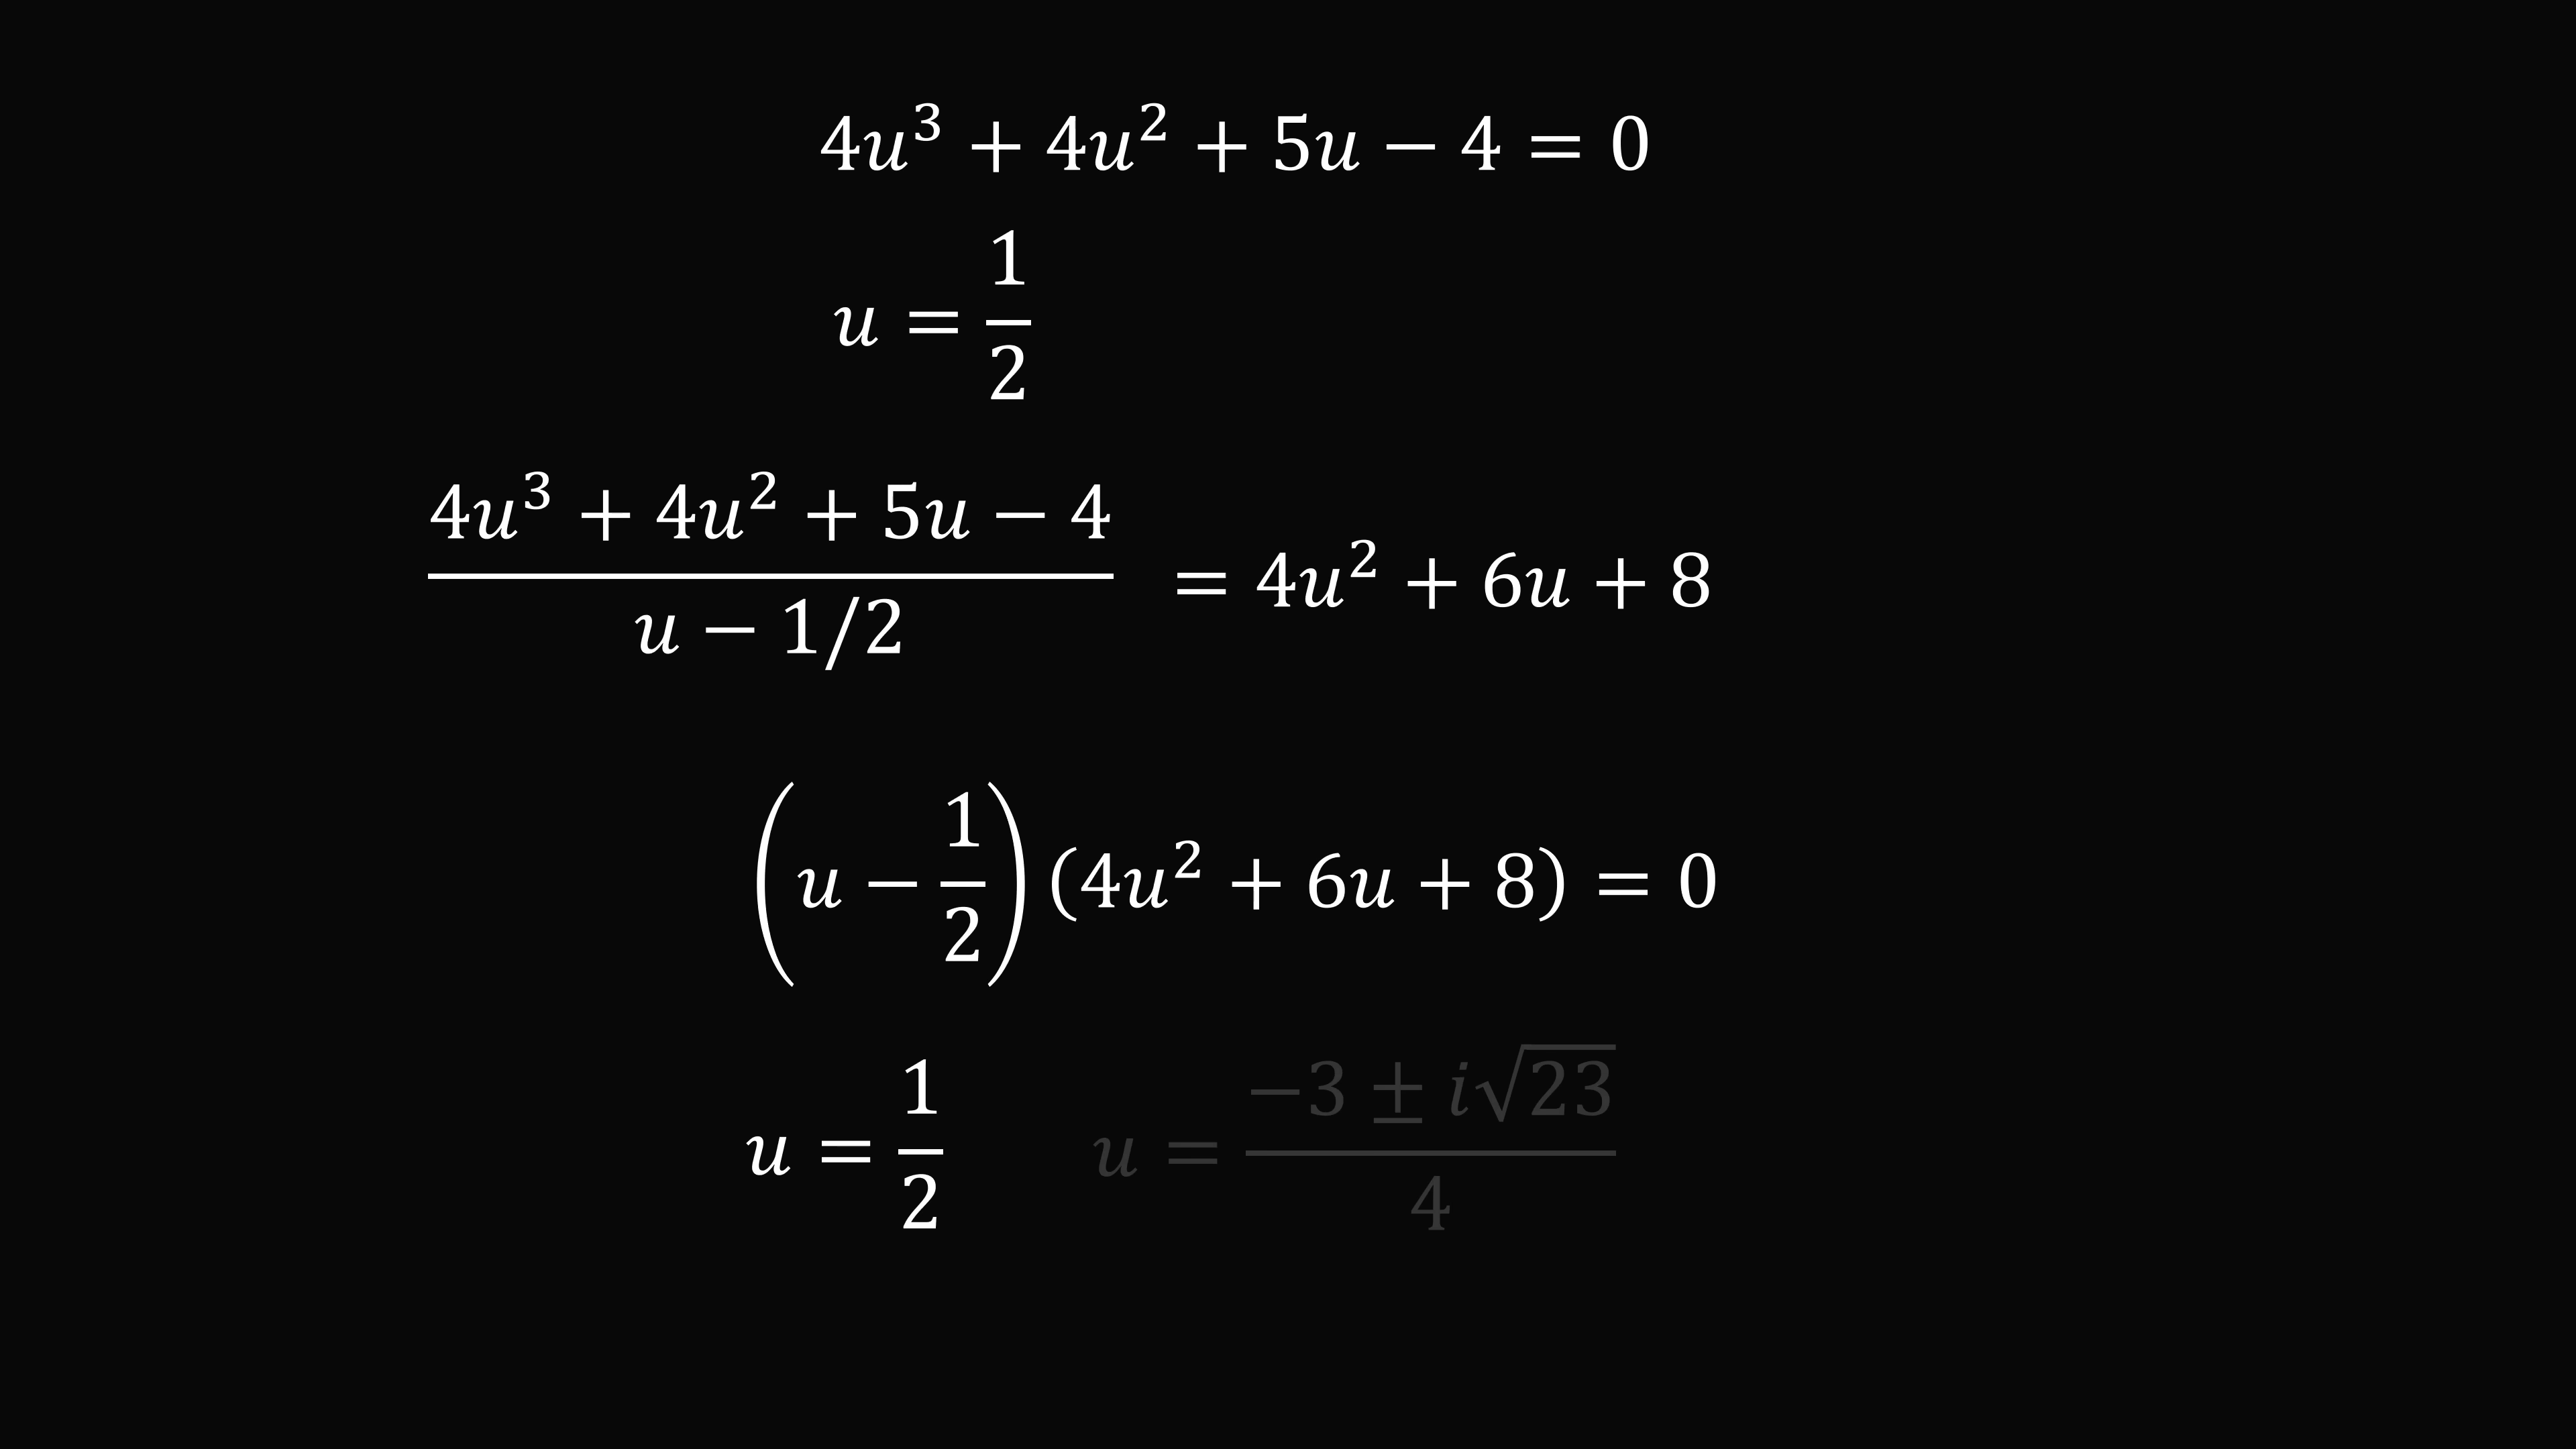 4u³ + 4u² + 5u − 4 = 0
u = 1/2
(4u³ + 4u² + 5u − 4)/(u − 1/2) = 4u² + 6u + 8
(u − 1/2)(4u² + 6u + 8) = 0
u = 1/2 u = (−3 ± i√23)/4